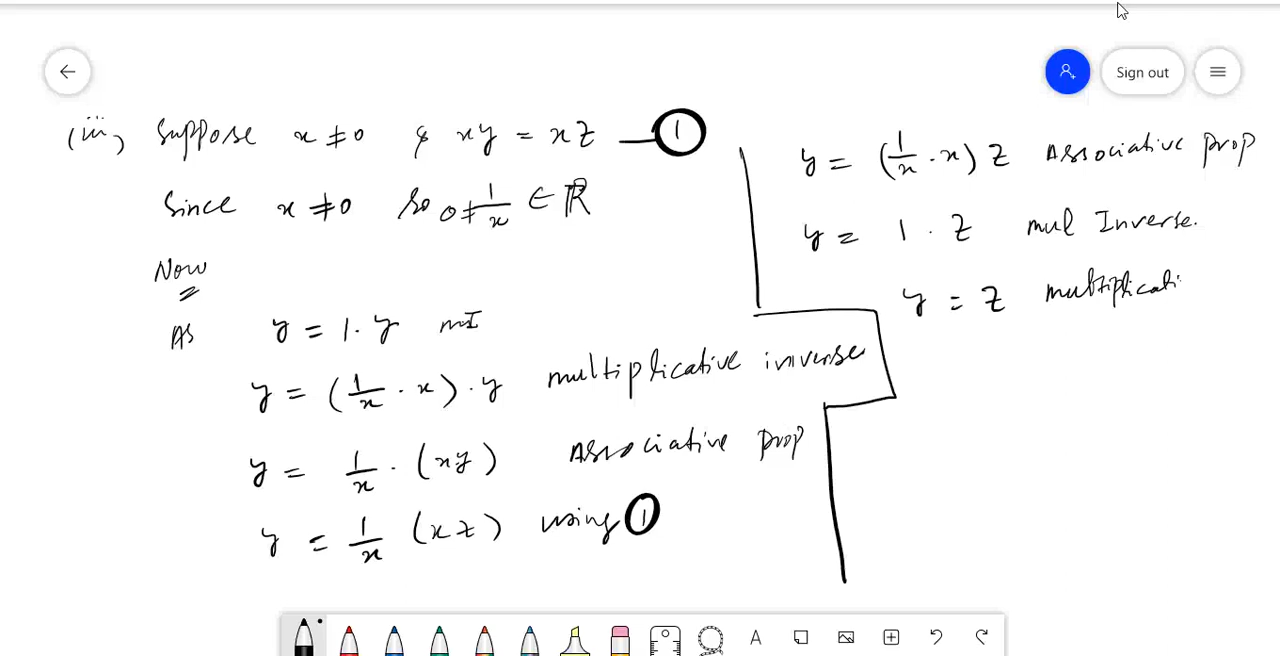 Sign out
(iii) Suppose x ≠ 0 & xy = xz — ①
Since x ≠ 0 so 0 ≠ 1/x ∈ ℝ
Now
As y = 1 · y mI
y = (1/x · x) · y multiplicative inverse
y = 1/x · (xy) Associative prop
y = 1/x (xz) using ①
y = (1/x · x) z Associative prop
y = 1 · z mul Inverse.
y = z multiplicati
A